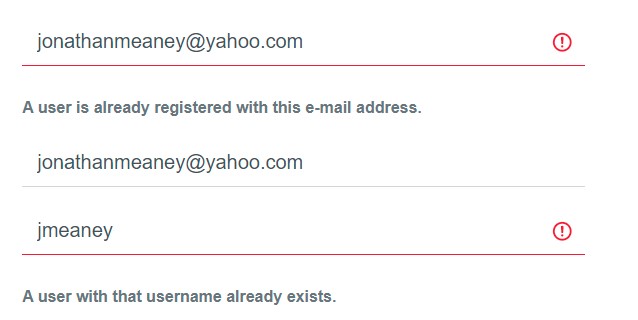 jonathanmeaney@yahoo.com
A user is already registered with this e-mail address.
jonathanmeaney@yahoo.com
jmeaney
A user with that username already exists.